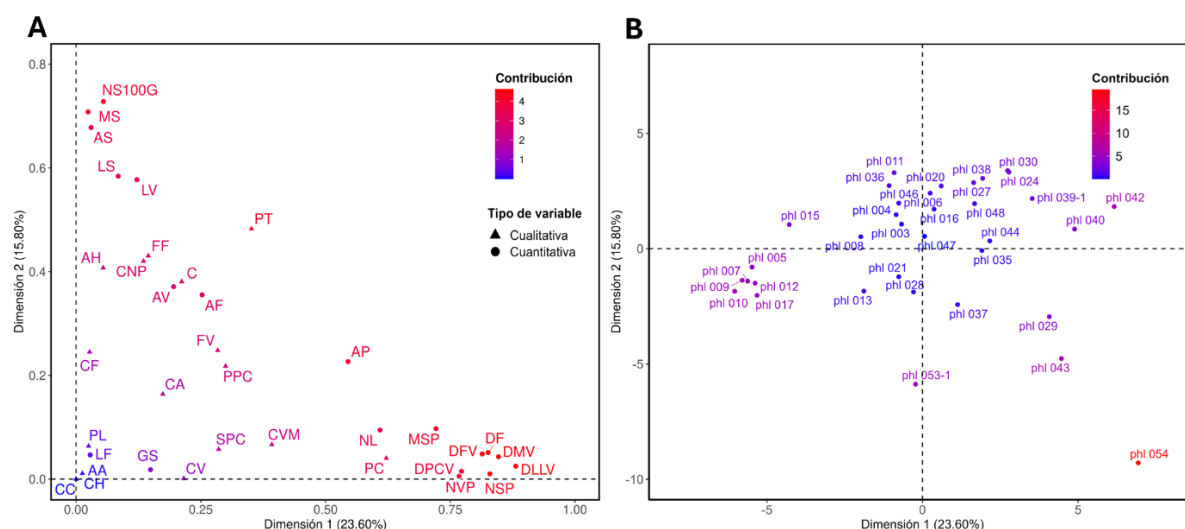 A
B
0.8
0.6
0.4
0.2
0.0
Dimensión 2 (15.80%)
NS100G
MS
AS
LS
LV
PT
FF
AH
CNP
C
AV
AF
FV
AP
CF
PPC
CA
PL
LF
GS
SPC
CVM
NL
MSP
DFV
DF
DMV
AA
CV
PC
DPCV
DLLV
CC
CH
NVP
NSP
Contribución
4
3
2
1
Tipo de variable
Cualitativa
Cuantitativa
0.00
0.25
0.50
0.75
1.00
Dimensión 1 (23.60%)
5
0
-5
-10
Dimensión 2 (15.80%)
Contribución
15
10
5
phl 011
phl 038
phl 030
phl 036
phl 020
phl 024
phl 046
phl 027
phl 039-1
phl 042
phl 006
phl 004
phl 015
phl 016
phl 048
phl 040
phl 003
phl 044
phl 008
phl 047
phl 035
phl 005
phl 007
phl 021
phl 009
phl 012
phl 028
phl 010
phl 017
phl 013
phl 037
phl 029
phl 043
phl 053-1
phl 054
-5
0
5
Dimensión 1 (23.60%)